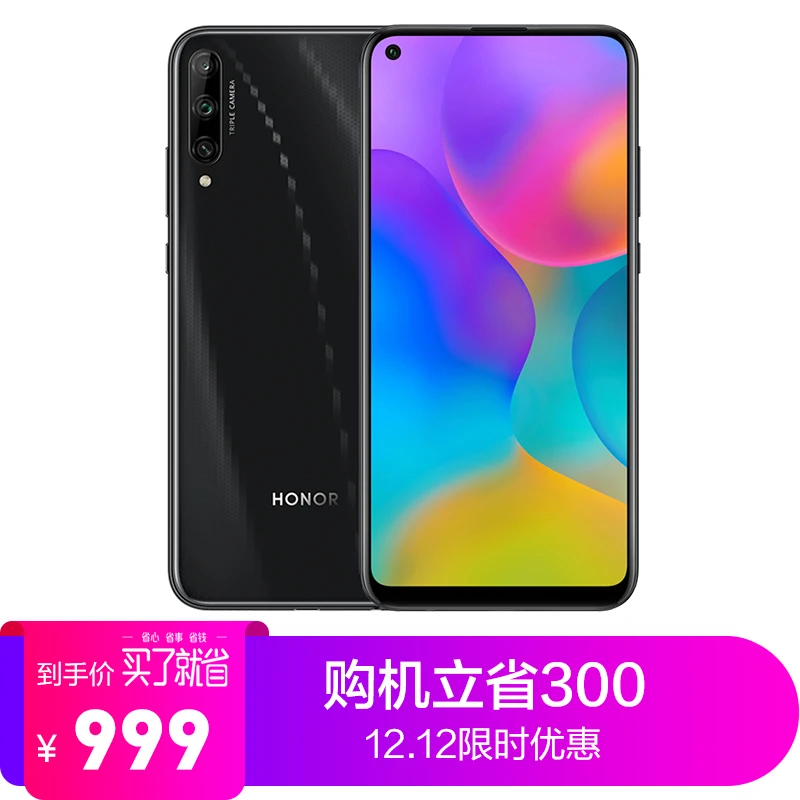 TRIPLE CAMERA
HONOR
省心 省事 省钱
到手价 买了就省
¥ 999
购机立省300
12.12限时优惠